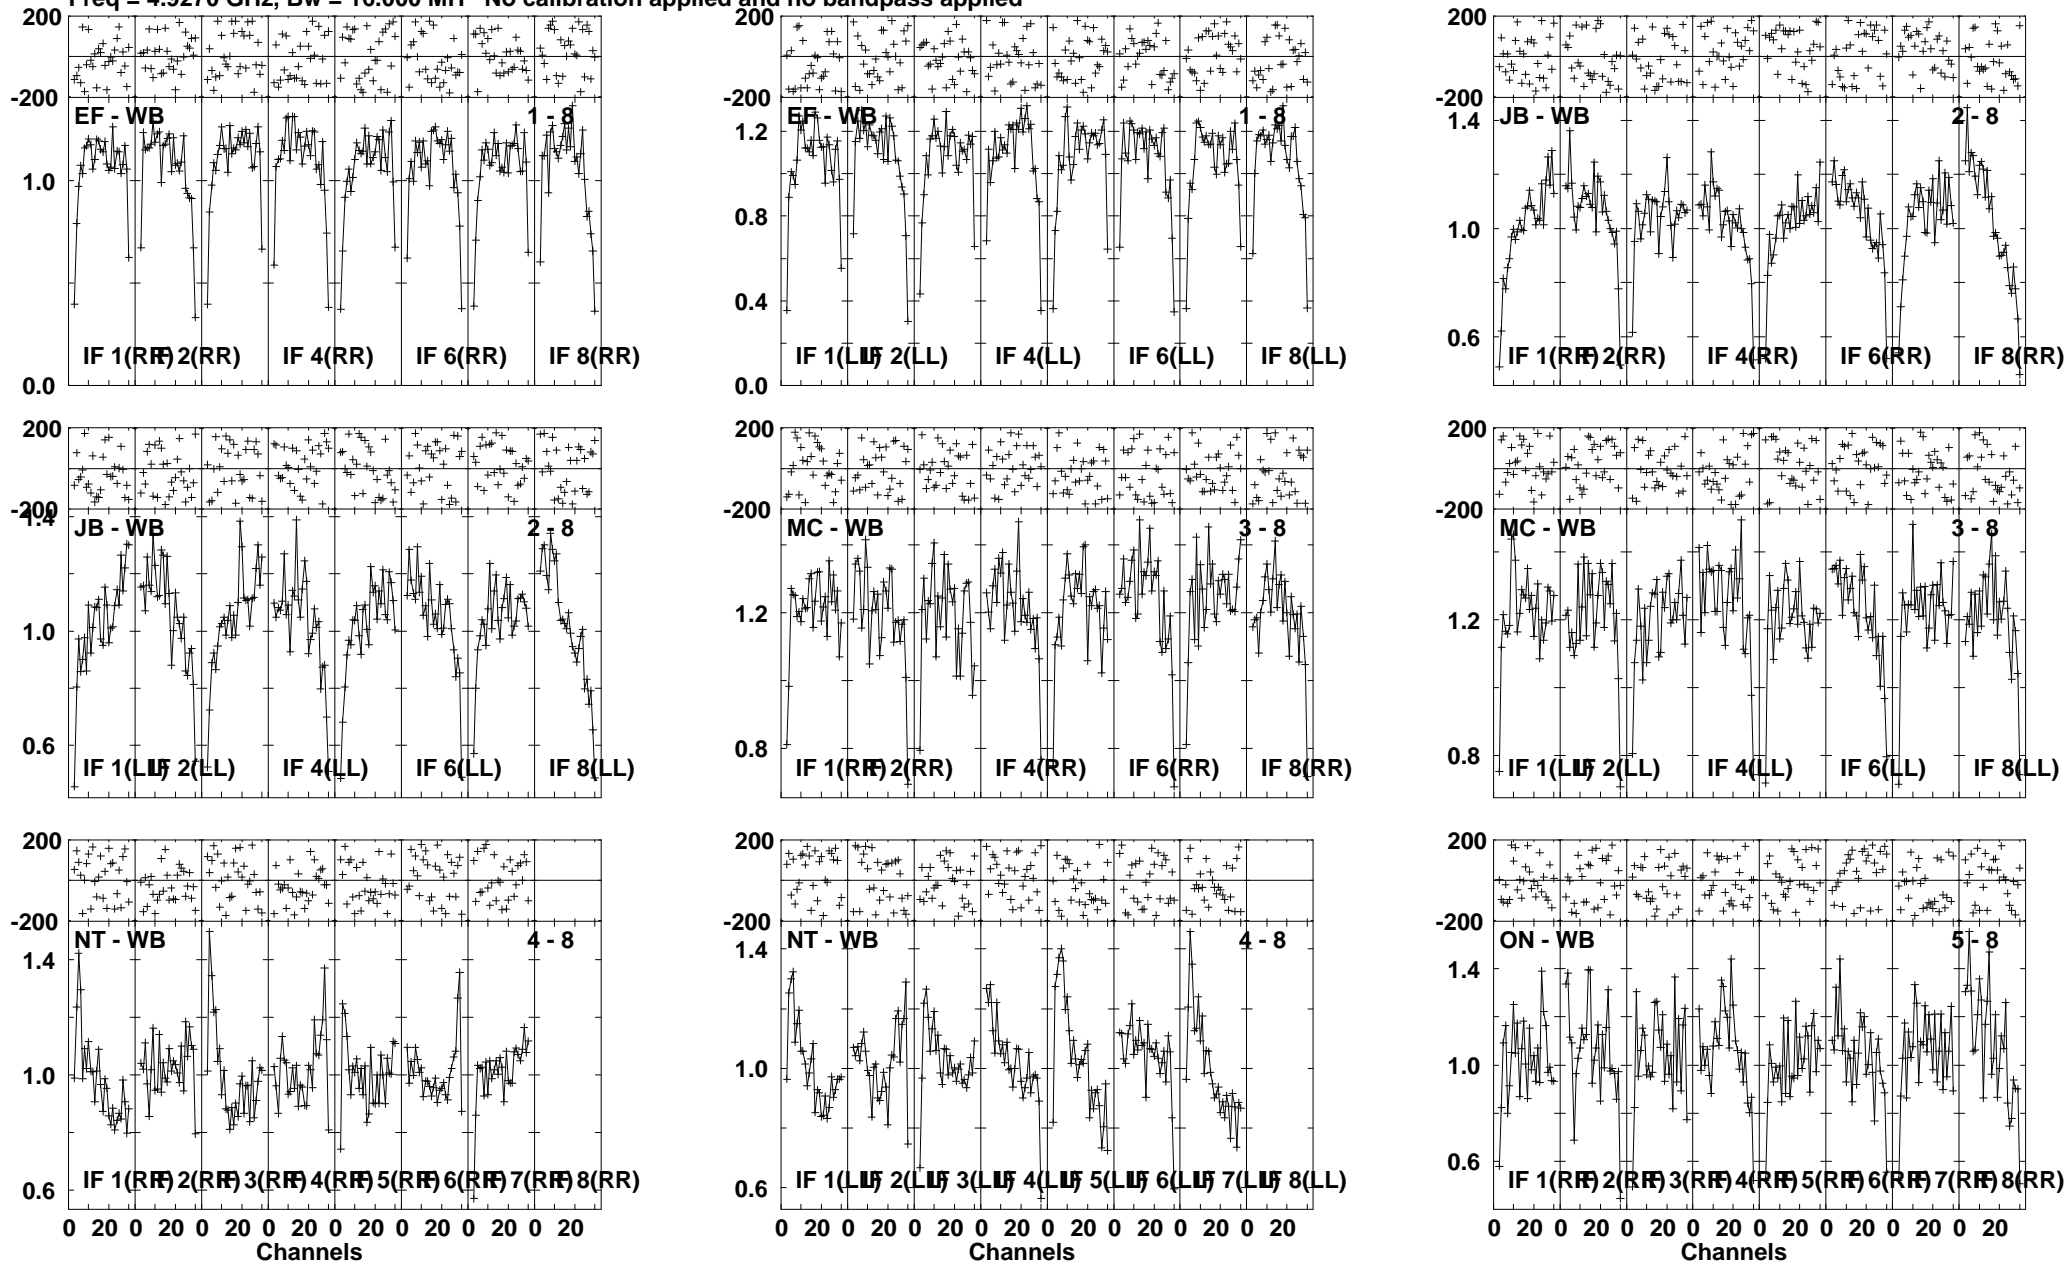 Freq = 4.9276 GHz, Bw = 16.000 MH No calibration applied and no bandpass applied
200 200 200
-200 -200 -200
EF - WB 1 - 8 EF - WB 1 - 8 JB - WB 2 - 8
1.2 1.4
1.0 0.8 1.0
0.4 0.6
IF 1(RR) IF 2(RR) IF 4(RR) IF 6(RR) IF 8(RR) IF 1(LL) IF 2(LL) IF 4(LL) IF 6(LL) IF 8(LL) IF 1(RR) IF 2(RR) IF 4(RR) IF 6(RR) IF 8(RR)
0.0 0.0
200 200 200
-200 -200 -200
1.4
JB - WB 2 - 8 MC - WB 3 - 8 MC - WB 3 - 8
1.0 1.2 1.2
0.6 0.8 0.8
IF 1(LL) IF 2(LL) IF 4(LL) IF 6(LL) IF 8(LL) IF 1(RR) IF 2(RR) IF 4(RR) IF 6(RR) IF 8(RR) IF 1(LL) IF 2(LL) IF 4(LL) IF 6(LL) IF 8(LL)
200 200 200
-200 -200 -200
NT - WB 4 - 8 NT - WB 4 - 8 ON - WB 5 - 8
1.4 1.4 1.4
1.0 1.0 1.0
0.6 0.6 0.6
IF 1(RR) IF 2(RR) IF 3(RR) IF 4(RR) IF 5(RR) IF 6(RR) IF 7(RR) IF 8(RR) IF 1(LL) IF 2(LL) IF 3(LL) IF 4(LL) IF 5(LL) IF 6(LL) IF 7(LL) IF 8(LL) IF 1(RR) IF 2(RR) IF 3(RR) IF 4(RR) IF 5(RR) IF 6(RR) IF 7(RR) IF 8(RR)
0 20 0 20 0 20 0 20 0 20 0 20 0 20 0 20 0 20 0 20 0 20 0 20 0 20 0 20 0 20 0 20 0 20 0 20 0 20 0 20 0 20 0 20 0 20 0 20
Channels Channels Channels